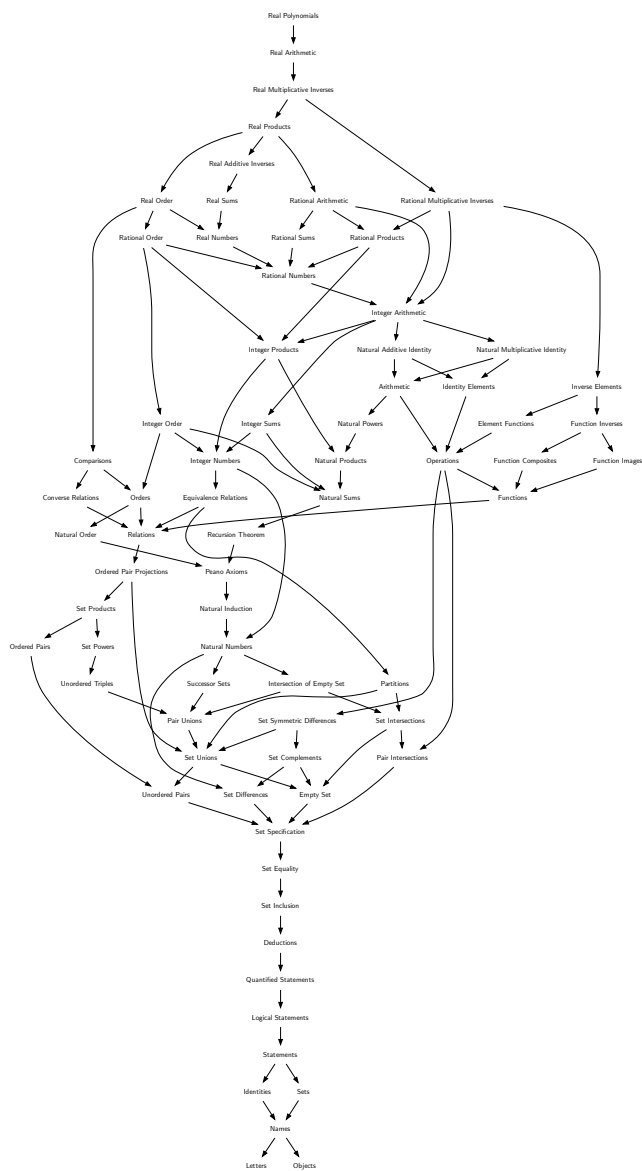 Real Polynomials
Real Arithmetic
Real Multiplicative Inverses
Real Products
Real Additive Inverses
Real Order
Real Sums
Rational Arithmetic
Rational Multiplicative Inverses
Rational Order
Real Numbers
Rational Sums
Rational Products
Rational Numbers
Integer Arithmetic
Integer Products
Natural Additive Identity
Natural Multiplicative Identity
Arithmetic
Identity Elements
Inverse Elements
Integer Order
Integer Sums
Natural Powers
Element Functions
Function Inverses
Comparisons
Integer Numbers
Natural Products
Operations
Function Composites
Function Images
Converse Relations
Orders
Equivalence Relations
Natural Sums
Functions
Natural Order
Relations
Recursion Theorem
Ordered Pair Projections
Peano Axioms
Set Products
Natural Induction
Ordered Pairs
Set Powers
Natural Numbers
Unordered Triples
Successor Sets
Intersection of Empty Set
Partitions
Pair Unions
Set Symmetric Differences
Set Intersections
Set Unions
Set Complements
Pair Intersections
Unordered Pairs
Set Differences
Empty Set
Set Specification
Set Equality
Set Inclusion
Deductions
Quantified Statements
Logical Statements
Statements
Identities
Sets
Names
Letters
Objects